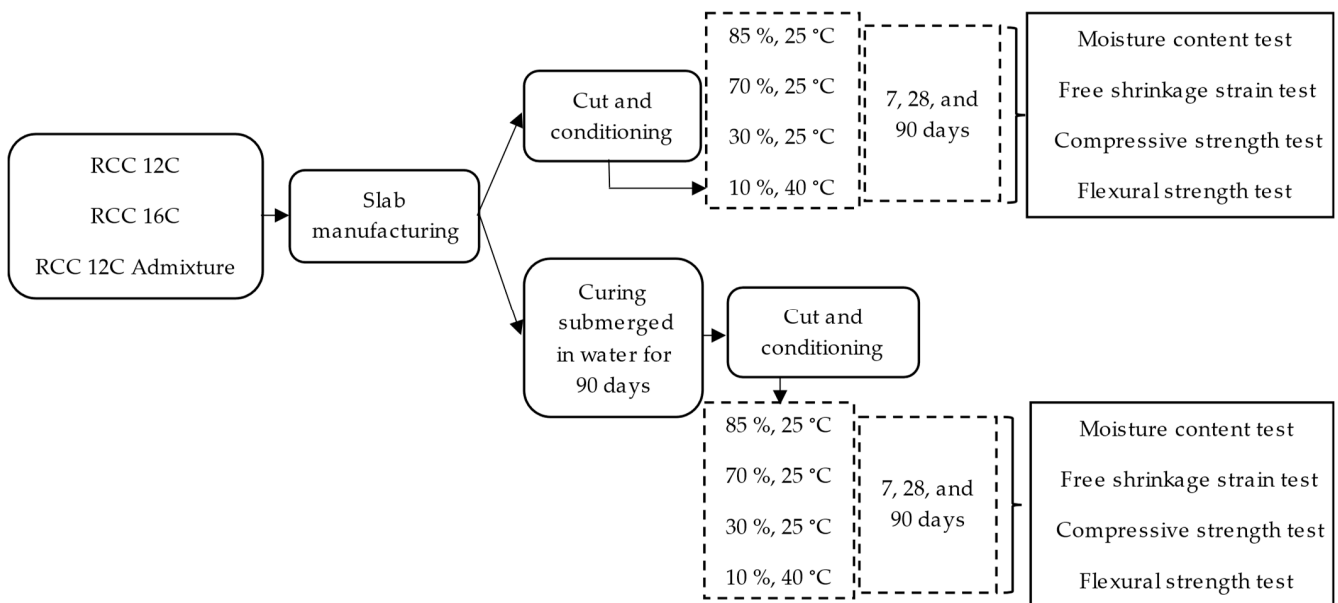 RCC 12C
RCC 16C
RCC 12C Admixture
Slab
manufacturing
Cut and
conditioning
85 %, 25 °C
70 %, 25 °C
30 %, 25 °C
10 %, 40 °C
7, 28, and
90 days
Moisture content test
Free shrinkage strain test
Compressive strength test
Flexural strength test
Curing
submerged
in water for
90 days
Cut and
conditioning
85 %, 25 °C
70 %, 25 °C
30 %, 25 °C
10 %, 40 °C
7, 28, and
90 days
Moisture content test
Free shrinkage strain test
Compressive strength test
Flexural strength test